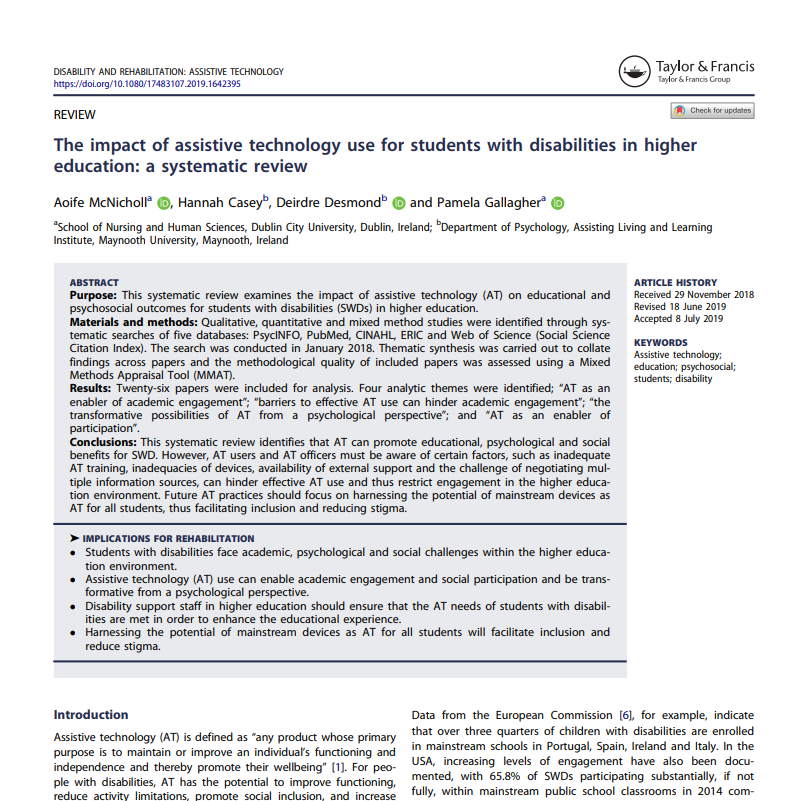 DISABILITY AND REHABILITATION: ASSISTIVE TECHNOLOGY
https://doi.org/10.1080/17483107.2019.1642395
Taylor & Francis
Taylor & Francis Group
REVIEW
Check for updates
The impact of assistive technology use for students with disabilities in higher
education: a systematic review
Aoife McNicholla iD, Hannah Caseyb, Deirdre Desmondb iD and Pamela Gallaghera iD
aSchool of Nursing and Human Sciences, Dublin City University, Dublin, Ireland; bDepartment of Psychology, Assisting Living and Learning
Institute, Maynooth University, Maynooth, Ireland
ABSTRACT
Purpose: This systematic review examines the impact of assistive technology (AT) on educational and
psychosocial outcomes for students with disabilities (SWDs) in higher education.
Materials and methods: Qualitative, quantitative and mixed method studies were identified through sys-
tematic searches of five databases: PsycINFO, PubMed, CINAHL, ERIC and Web of Science (Social Science
Citation Index). The search was conducted in January 2018. Thematic synthesis was carried out to collate
findings across papers and the methodological quality of included papers was assessed using a Mixed
Methods Appraisal Tool (MMAT).
Results: Twenty-six papers were included for analysis. Four analytic themes were identified; “AT as an
enabler of academic engagement”; “barriers to effective AT use can hinder academic engagement”; “the
transformative possibilities of AT from a psychological perspective”; and “AT as an enabler of
participation”.
Conclusions: This systematic review identifies that AT can promote educational, psychological and social
benefits for SWD. However, AT users and AT officers must be aware of certain factors, such as inadequate
AT training, inadequacies of devices, availability of external support and the challenge of negotiating mul-
tiple information sources, can hinder effective AT use and thus restrict engagement in the higher educa-
tion environment. Future AT practices should focus on harnessing the potential of mainstream devices as
AT for all students, thus facilitating inclusion and reducing stigma.
➤ IMPLICATIONS FOR REHABILITATION
● Students with disabilities face academic, psychological and social challenges within the higher educa-
tion environment.
● Assistive technology (AT) use can enable academic engagement and social participation and be trans-
formative from a psychological perspective.
● Disability support staff in higher education should ensure that the AT needs of students with disabil-
ities are met in order to enhance the educational experience.
● Harnessing the potential of mainstream devices as AT for all students will facilitate inclusion and
reduce stigma.
ARTICLE HISTORY
Received 29 November 2018
Revised 18 June 2019
Accepted 8 July 2019
KEYWORDS
Assistive technology;
education; psychosocial;
students; disability
Introduction
Assistive technology (AT) is defined as “any product whose primary
purpose is to maintain or improve an individual’s functioning and
independence and thereby promote their wellbeing” [1]. For peo-
ple with disabilities, AT has the potential to improve functioning,
reduce activity limitations, promote social inclusion, and increase
Data from the European Commission [6], for example, indicate
that over three quarters of children with disabilities are enrolled
in mainstream schools in Portugal, Spain, Ireland and Italy. In the
USA, increasing levels of engagement have also been docu-
mented, with 65.8% of SWDs participating substantially, if not
fully, within mainstream public school classrooms in 2014 com-